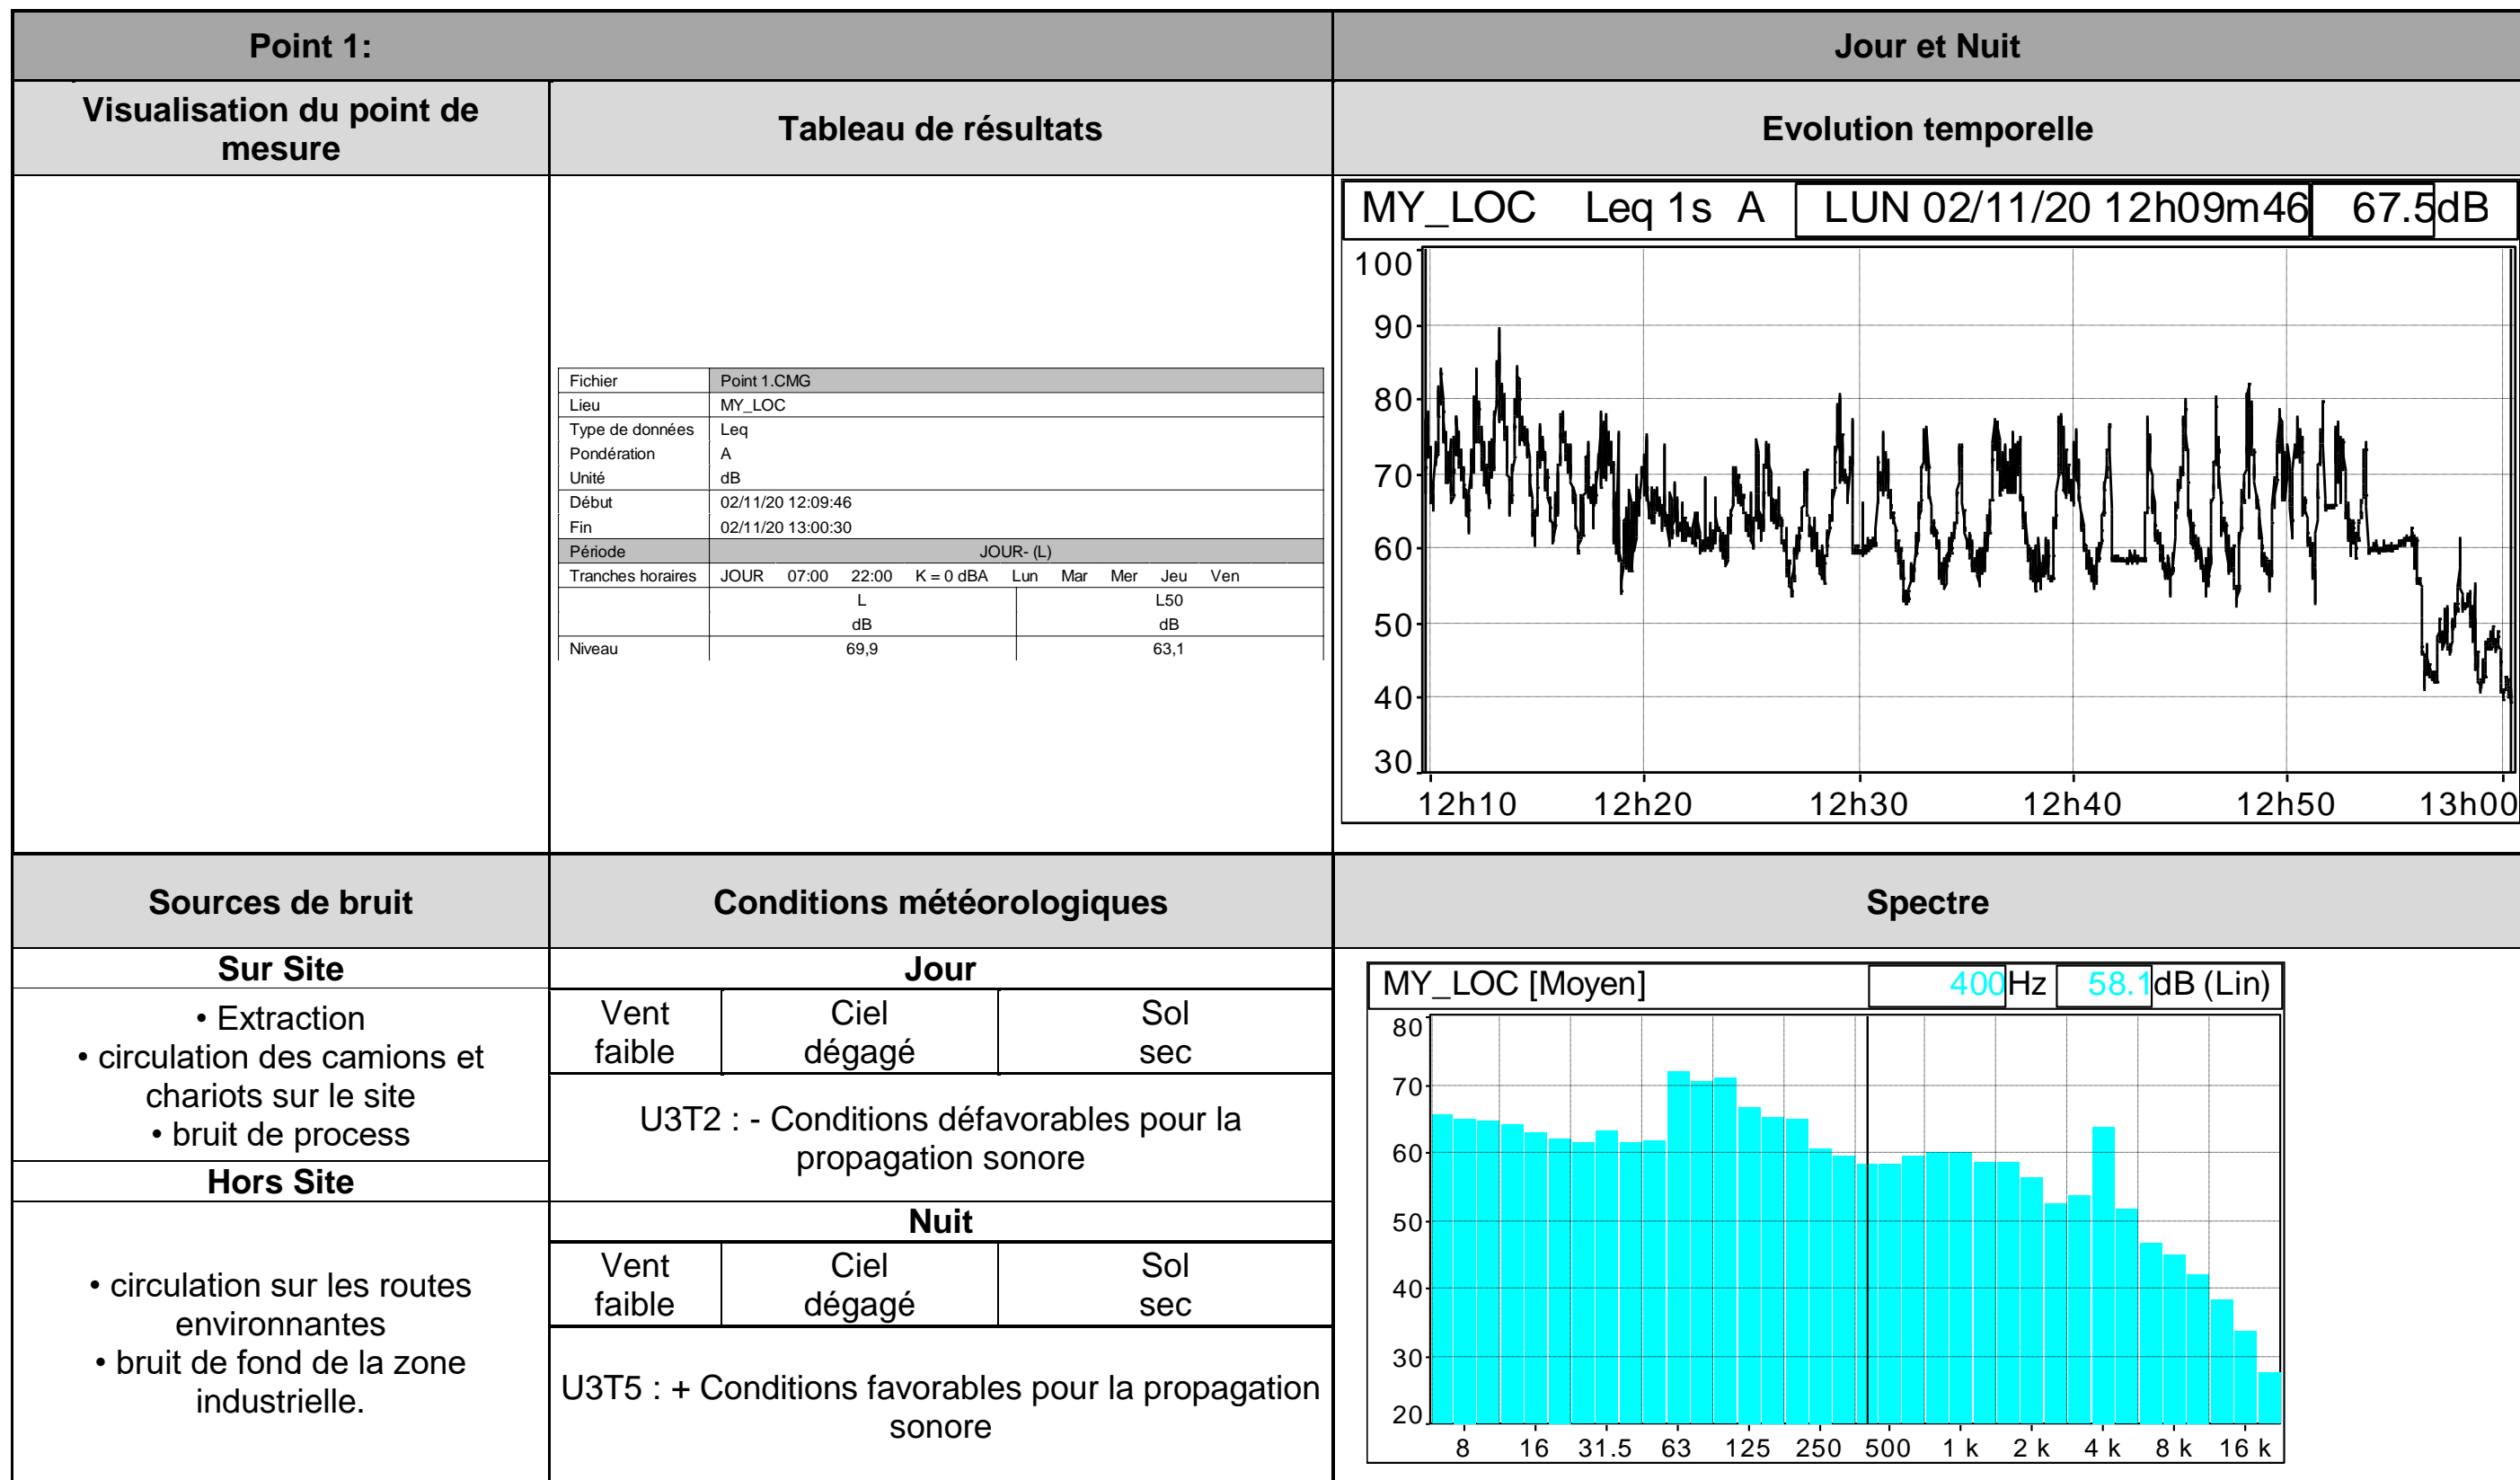 Point 1:
Jour et Nuit
Visualisation du point de
mesure
Tableau de résultats
Evolution temporelle
Fichier Point 1.CMG
Lieu MY_LOC
Type de données Leq
Pondération A
Unité dB
Début 02/11/20 12:09:46
Fin 02/11/20 13:00:30
Période JOUR- (L)
Tranches horaires JOUR 07:00 22:00 K = 0 dBA Lun Mar Mer Jeu Ven
L L50
dB dB
Niveau 69,9 63,1
MY_LOC Leq 1s A LUN 02/11/20 12h09m46 67.5dB
100
90
80
70
60
50
40
30
12h10 12h20 12h30 12h40 12h50 13h00
Sources de bruit
Conditions météorologiques
Spectre
Sur Site
• Extraction
• circulation des camions et
chariots sur le site
• bruit de process
Hors Site
• circulation sur les routes
environnantes
• bruit de fond de la zone
industrielle.
Jour
Vent Ciel Sol
faible dégagé sec
U3T2 : - Conditions défavorables pour la
propagation sonore
Nuit
Vent Ciel Sol
faible dégagé sec
U3T5 : + Conditions favorables pour la propagation
sonore
MY_LOC [Moyen] 400Hz 58.1dB (Lin)
80
70
60
50
40
30
20
8 16 31.5 63 125 250 500 1 k 2 k 4 k 8 k 16 k